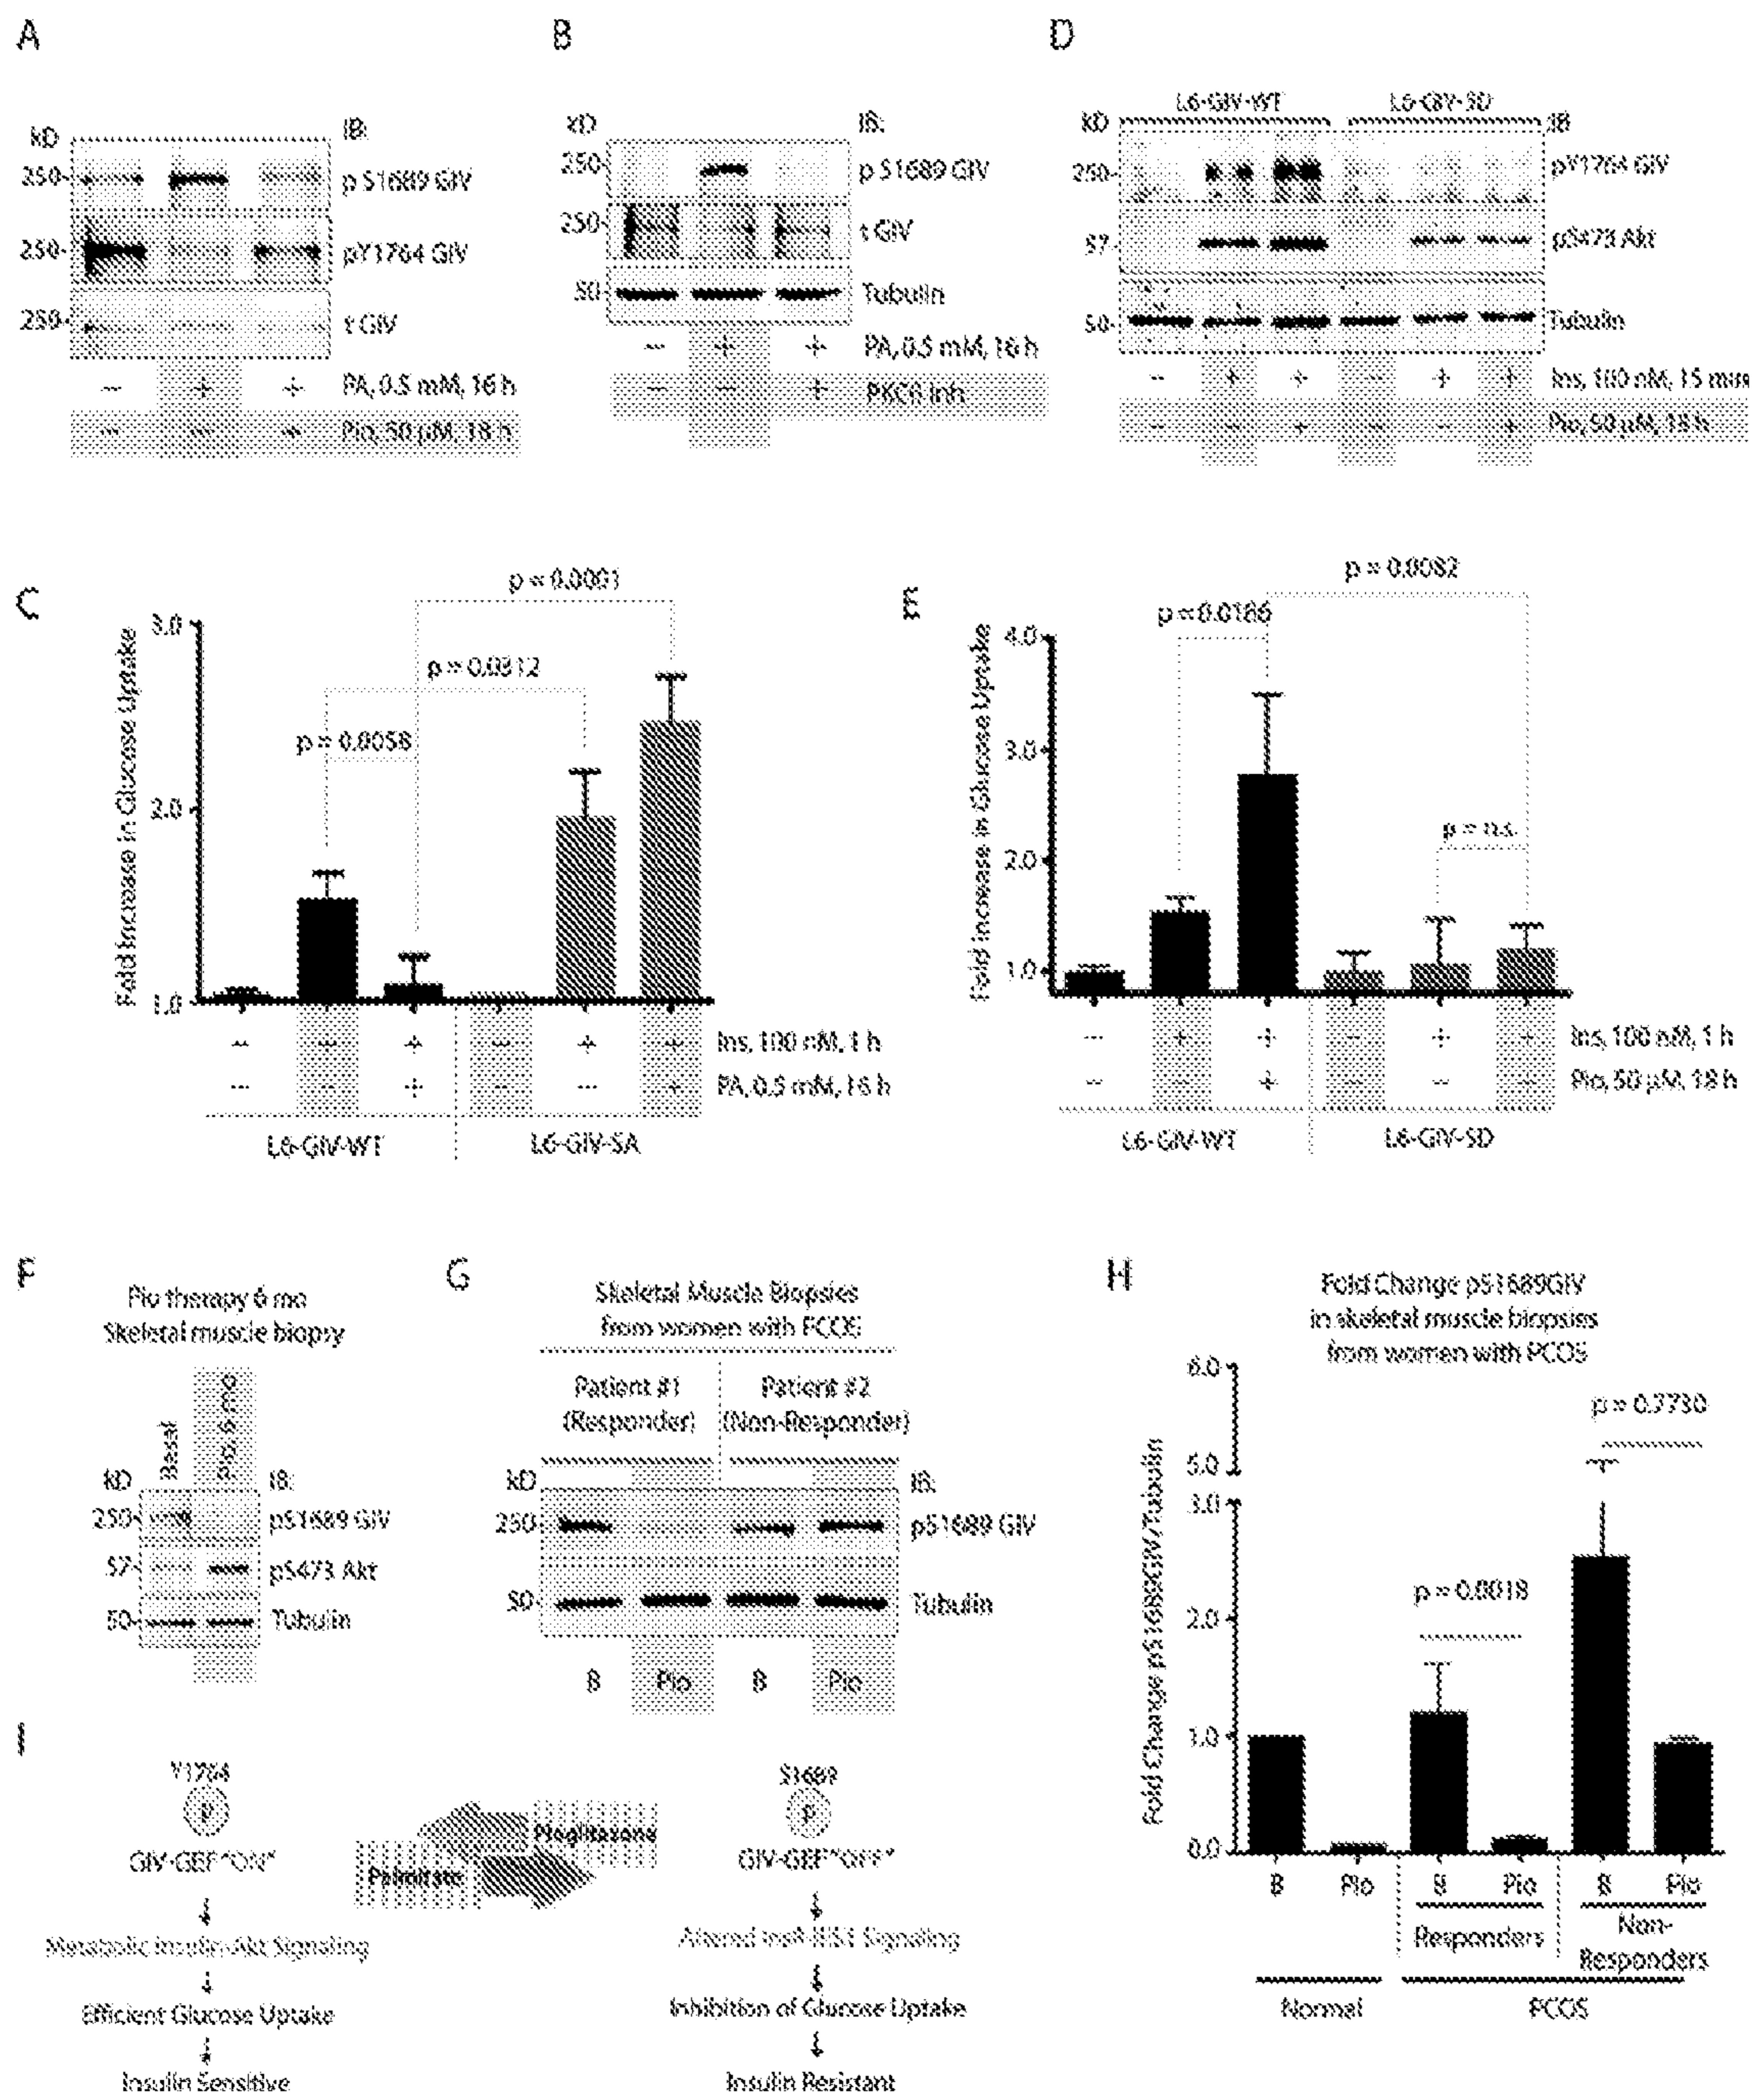 A
kD
IB:
250-
p S1689 GIV
250-
pY1764 GIV
250-
t GIV
− + + PA, 0.5 mM, 16 h
Pio, 50 µM, 18 h
B
kD
IB:
250-
p S1689 GIV
250-
t GIV
50-
Tubulin
− + + PA, 0.5 mM, 16 h
− − + PKCθ Inh
D
L6-GIV-WT L6-GIV-SD
kD
IB
250-
pY1764 GIV
57-
pS473 Akt
50-
Tubulin
− + + − + + Ins, 100 nM, 15 min
− − + − − + Pio, 50 µM, 18 h
C
Fold Increase in Glucose Uptake
p = 0.0001
p = 0.0312
p = 0.0058
3.0
2.0
1.0
Ins, 100 nM, 1 h
PA, 0.5 mM, 16 h
L6-GIV-WT L6-GIV-SA
E
Fold Increase in Glucose Uptake
p = 0.0082
p = 0.0186
p = n.s.
4.0
3.0
2.0
1.0
− + + − + + Ins, 100 nM, 1 h
− − + − − + Pio, 50 µM, 18 h
L6-GIV-WT L6-GIV-SD
F
Pio therapy 6 mo
Skeletal muscle biopsy
Basal
Pio, 6 mo
kD
IB:
250-
pS1689 GIV
57-
pS473 Akt
50-
Tubulin
G
Skeletal Muscle Biopsies
from women with PCOS
Patient #1 Patient #2
(Responder) (Non-Responder)
kD
IB:
250-
pS1689 GIV
50-
Tubulin
B Pio B Pio
H
Fold Change pS1689GIV
in skeletal muscle biopsies
from women with PCOS
Fold Change pS1689GIV/Tubulin
6.0
5.0
3.0
2.0
1.0
0.0
p = 0.7730
p = 0.0018
B Pio B Pio B Pio
Responders
Non-
Responders
Normal PCOS
I
Y1764
P
GIV-GEF "ON"
Metabolic Insulin-Akt Signaling
Efficient Glucose Uptake
Insulin Sensitive
Pioglitazone
Palmitate
S1689
P
GIV-GEF "OFF"
Altered InsR-IRS1 Signaling
Inhibition of Glucose Uptake
Insulin Resistant